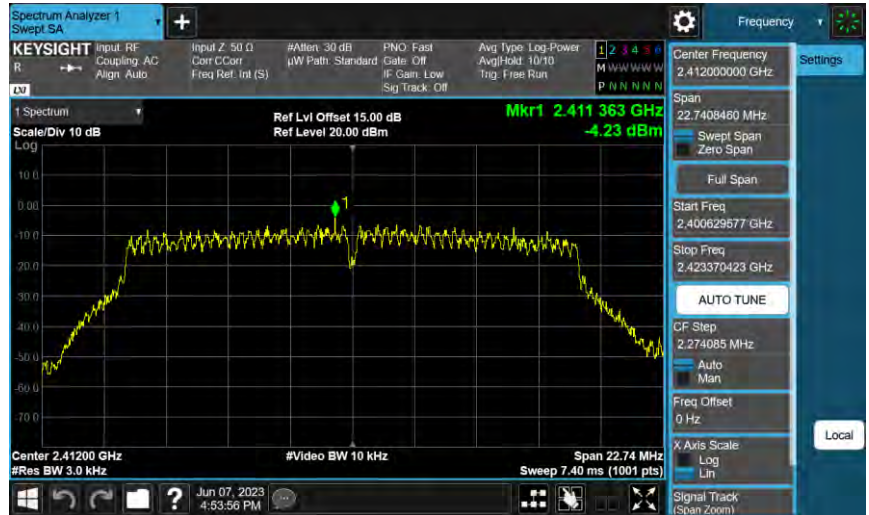 Spectrum Analyzer 1
Swept SA
Frequency
KEYSIGHT
R
LXI
Input: RF
Coupling: AC
Align: Auto
Input Z: 50 Ω
Corr CCorr
Freq Ref: Int (S)
#Atten: 30 dB
µW Path: Standard
PNO: Fast
Gate: Off
IF Gain: Low
Sig Track: Off
Avg Type: Log-Power
Avg|Hold: 10/10
Trig: Free Run
1 2 3 4 5 6
M W W W W W
P N N N N N
1 Spectrum
Scale/Div 10 dB
Ref Lvl Offset 15.00 dB
Ref Level 20.00 dBm
Mkr1 2.411 363 GHz
-4.23 dBm
Log
10.0
0.00
-10.0
-20.0
-30.0
-40.0
-50.0
-60.0
-70.0
1
Center 2.41200 GHz
#Res BW 3.0 kHz
#Video BW 10 kHz
Span 22.74 MHz
Sweep 7.40 ms (1001 pts)
?
Jun 07, 2023
4:53:56 PM
Center Frequency
2.412000000 GHz
Span
22.7408460 MHz
Swept Span
Zero Span
Full Span
Start Freq
2.400629577 GHz
Stop Freq
2.423370423 GHz
AUTO TUNE
CF Step
2.274085 MHz
Auto
Man
Freq Offset
0 Hz
X Axis Scale
Log
Lin
Signal Track
(Span Zoom)
Settings
Local